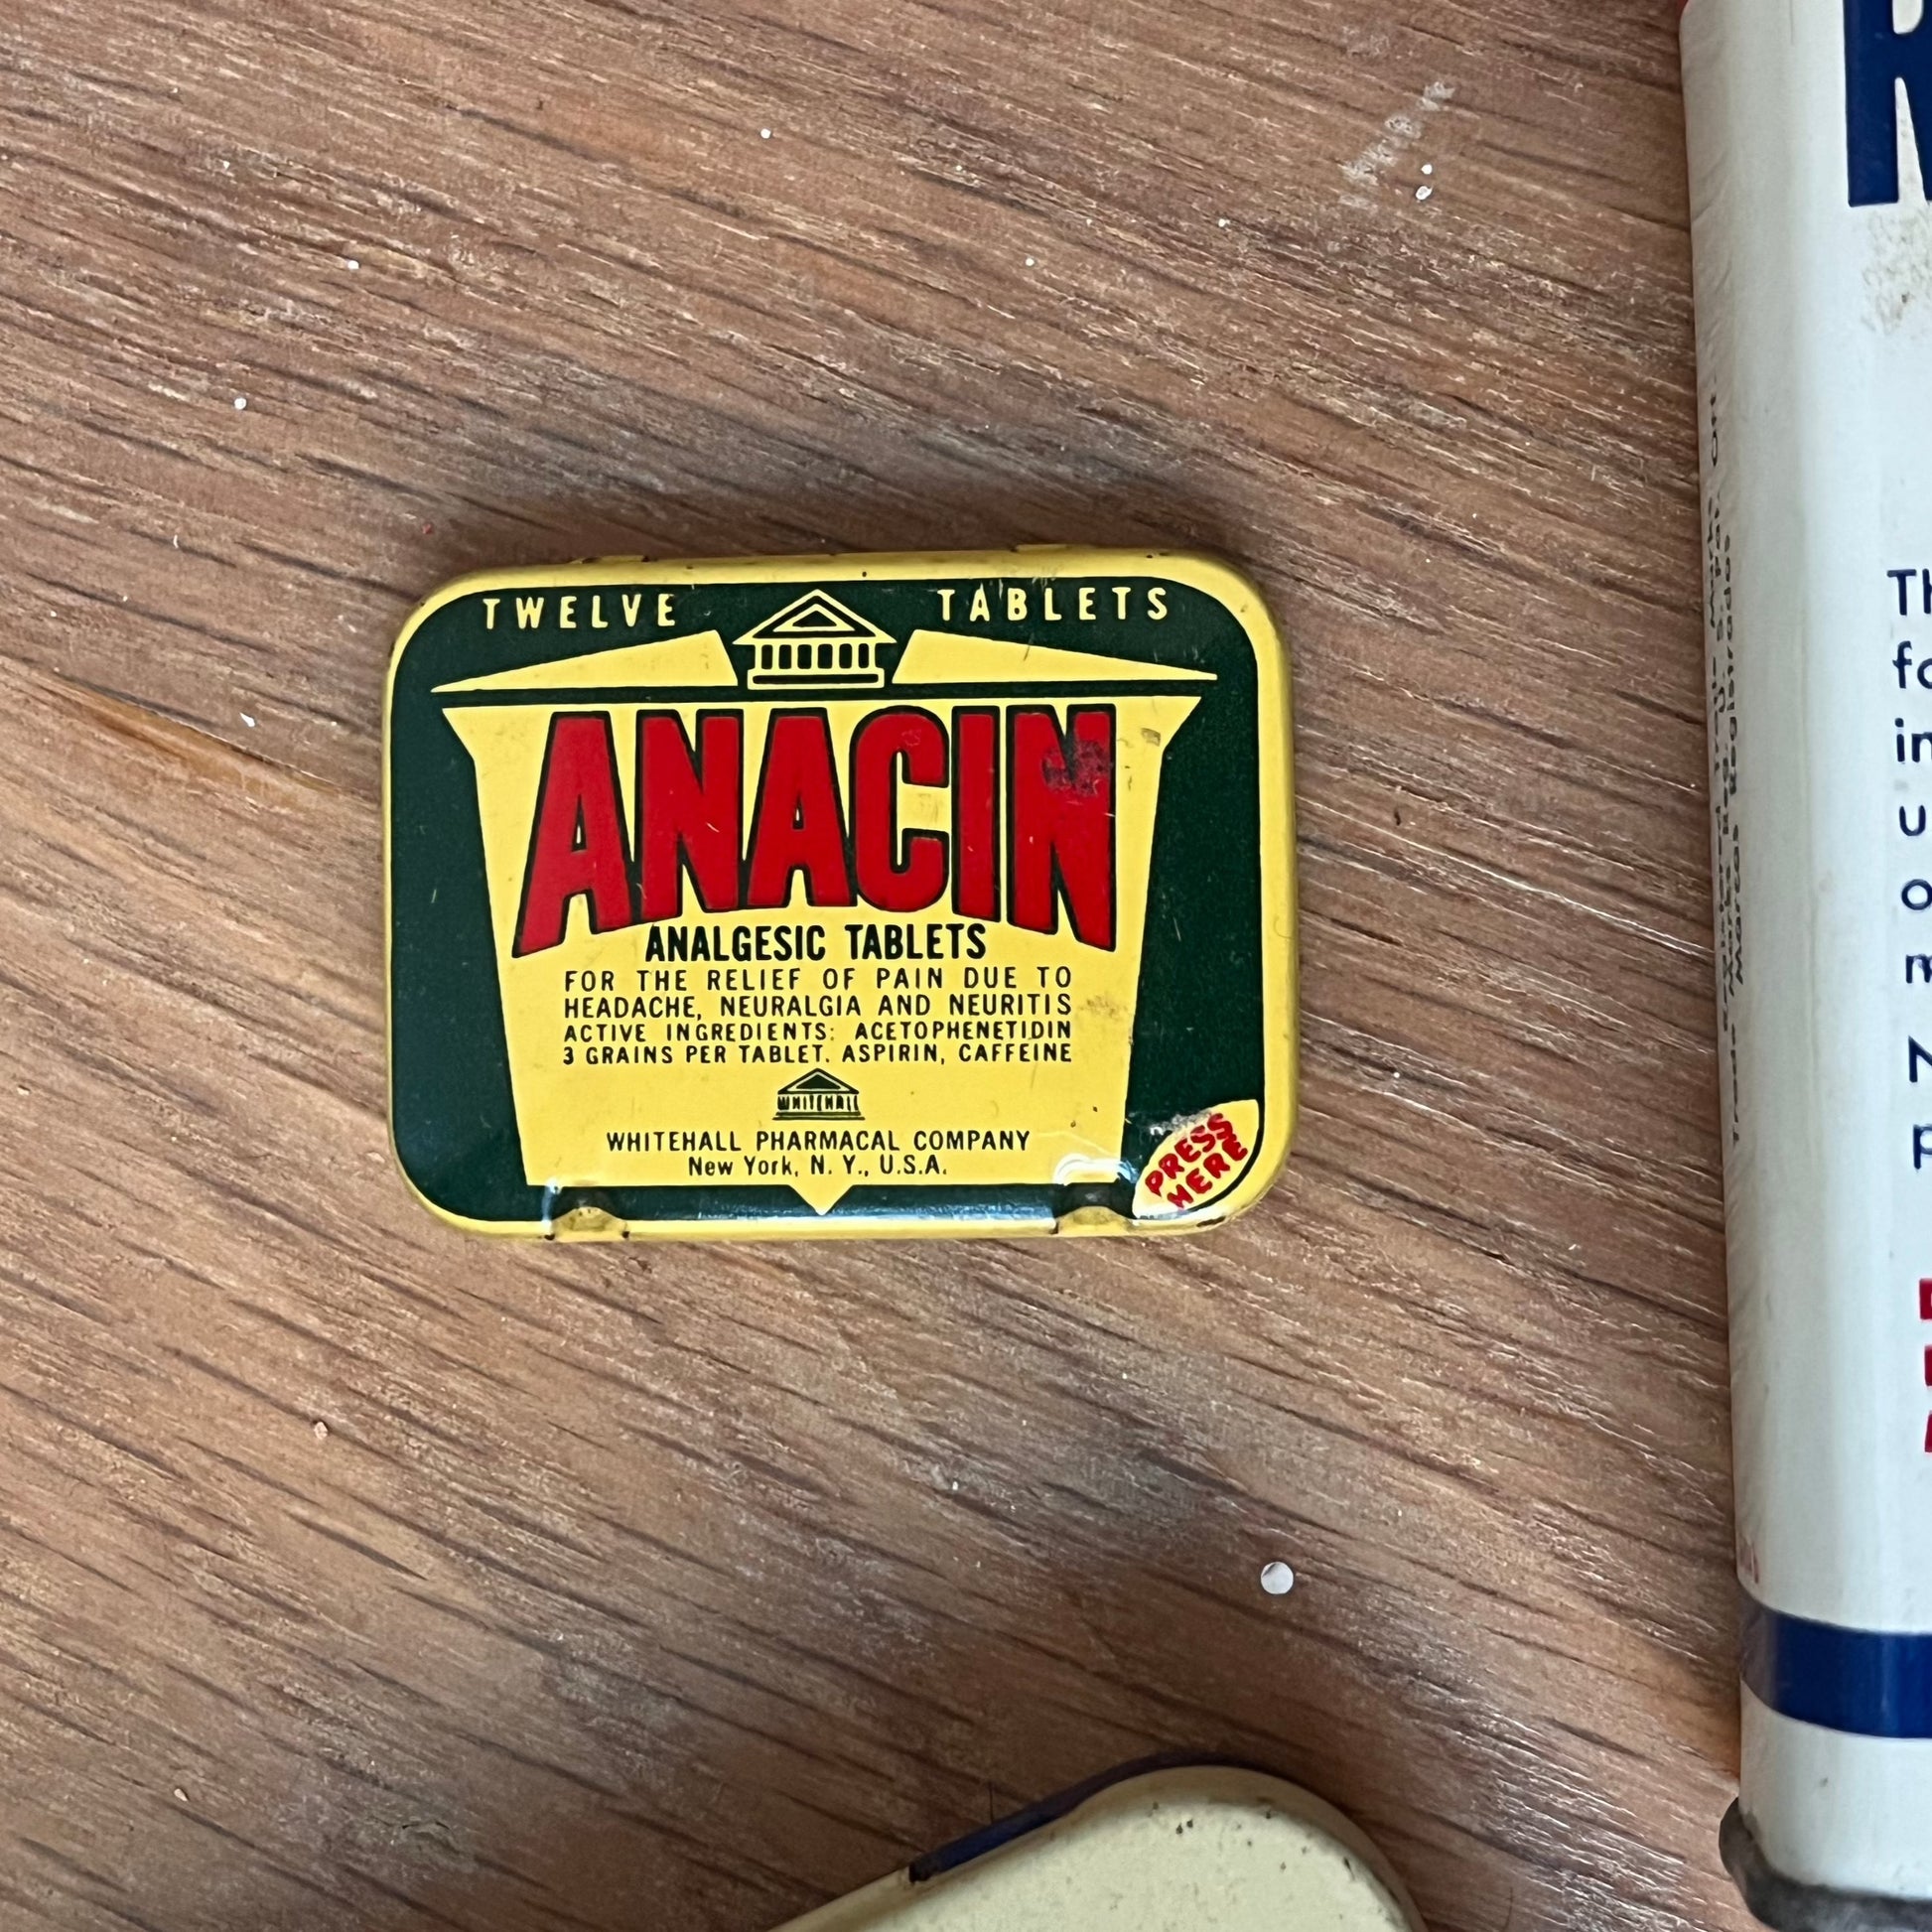 TWELVE TABLETS
ANACIN
ANALGESIC TABLETS
FOR THE RELIEF OF PAIN DUE TO
HEADACHE, NEURALGIA AND NEURITIS
ACTIVE INGREDIENTS: ACETOPHENETIDIN
3 GRAINS PER TABLET. ASPIRIN, CAFFEINE
WHITEHALL
WHITEHALL PHARMACAL COMPANY
New York, N. Y., U.S.A.
PRESS
HERE